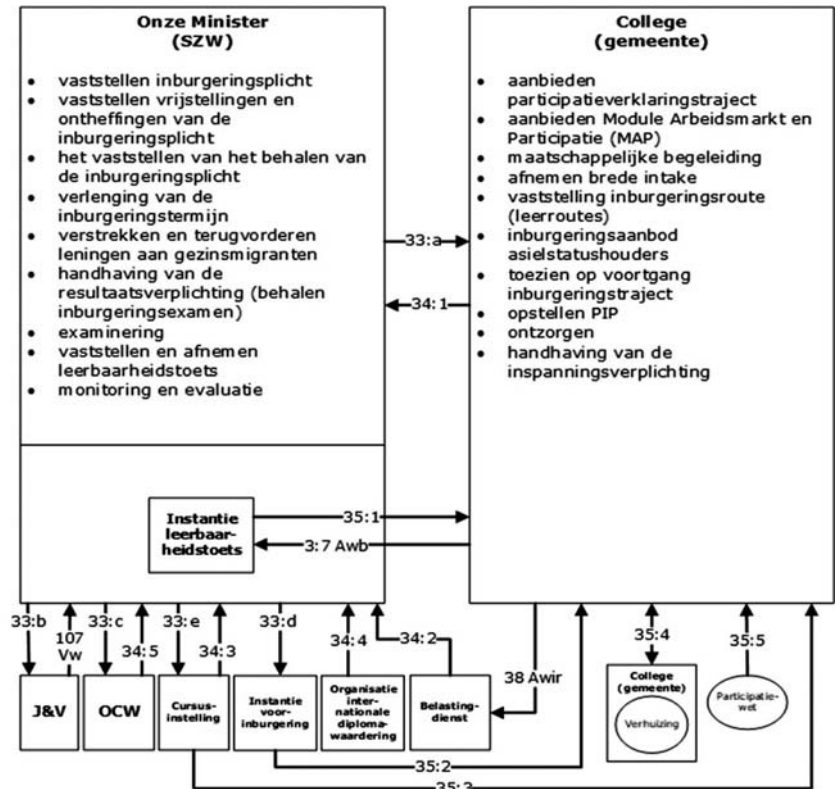 Onze Minister
(SZW)
• vaststellen inburgeringsplicht
• vaststellen vrijstellingen en
ontheffingen van de
inburgeringsplicht
• het vaststellen van het behalen van
de inburgeringsplicht
• verlenging van de
inburgeringstermijn
• verstrekken en terugvorderen
leningen aan gezinsmigranten
• handhaving van de
resultaatsverplichting (behalen
inburgeringsexamen)
• examinering
• vaststellen en afnemen
leerbaarheidstoets
• monitoring en evaluatie
33:a
34:1
College
(gemeente)
• aanbieden
participatieverklaringstraject
• aanbieden Module Arbeidsmarkt en
Participatie (MAP)
• maatschappelijke begeleiding
• afnemen brede intake
• vaststelling inburgeringsroute
(leerroutes)
• inburgeringsaanbod
asielstatushouders
• toezien op voortgang
inburgeringstraject
• opstellen PIP
• ontzorgen
• handhaving van de
inspanningsverplichting
Instantie
leerbaar-
heidstoets
35:1
3:7 Awb
33:b
107
Vw
33:c
34:5
33:e
34:3
33:d
34:4
34:2
38 Awir
35:4
35:5
J&V
OCW
Cursus-
instelling
Instantie
voor-
inburgering
Organisatie
inter-
nationale
diploma-
waardering
Belasting-
dienst
College
(gemeente)
Verhuizing
Participatie-
wet
35:2
35:3